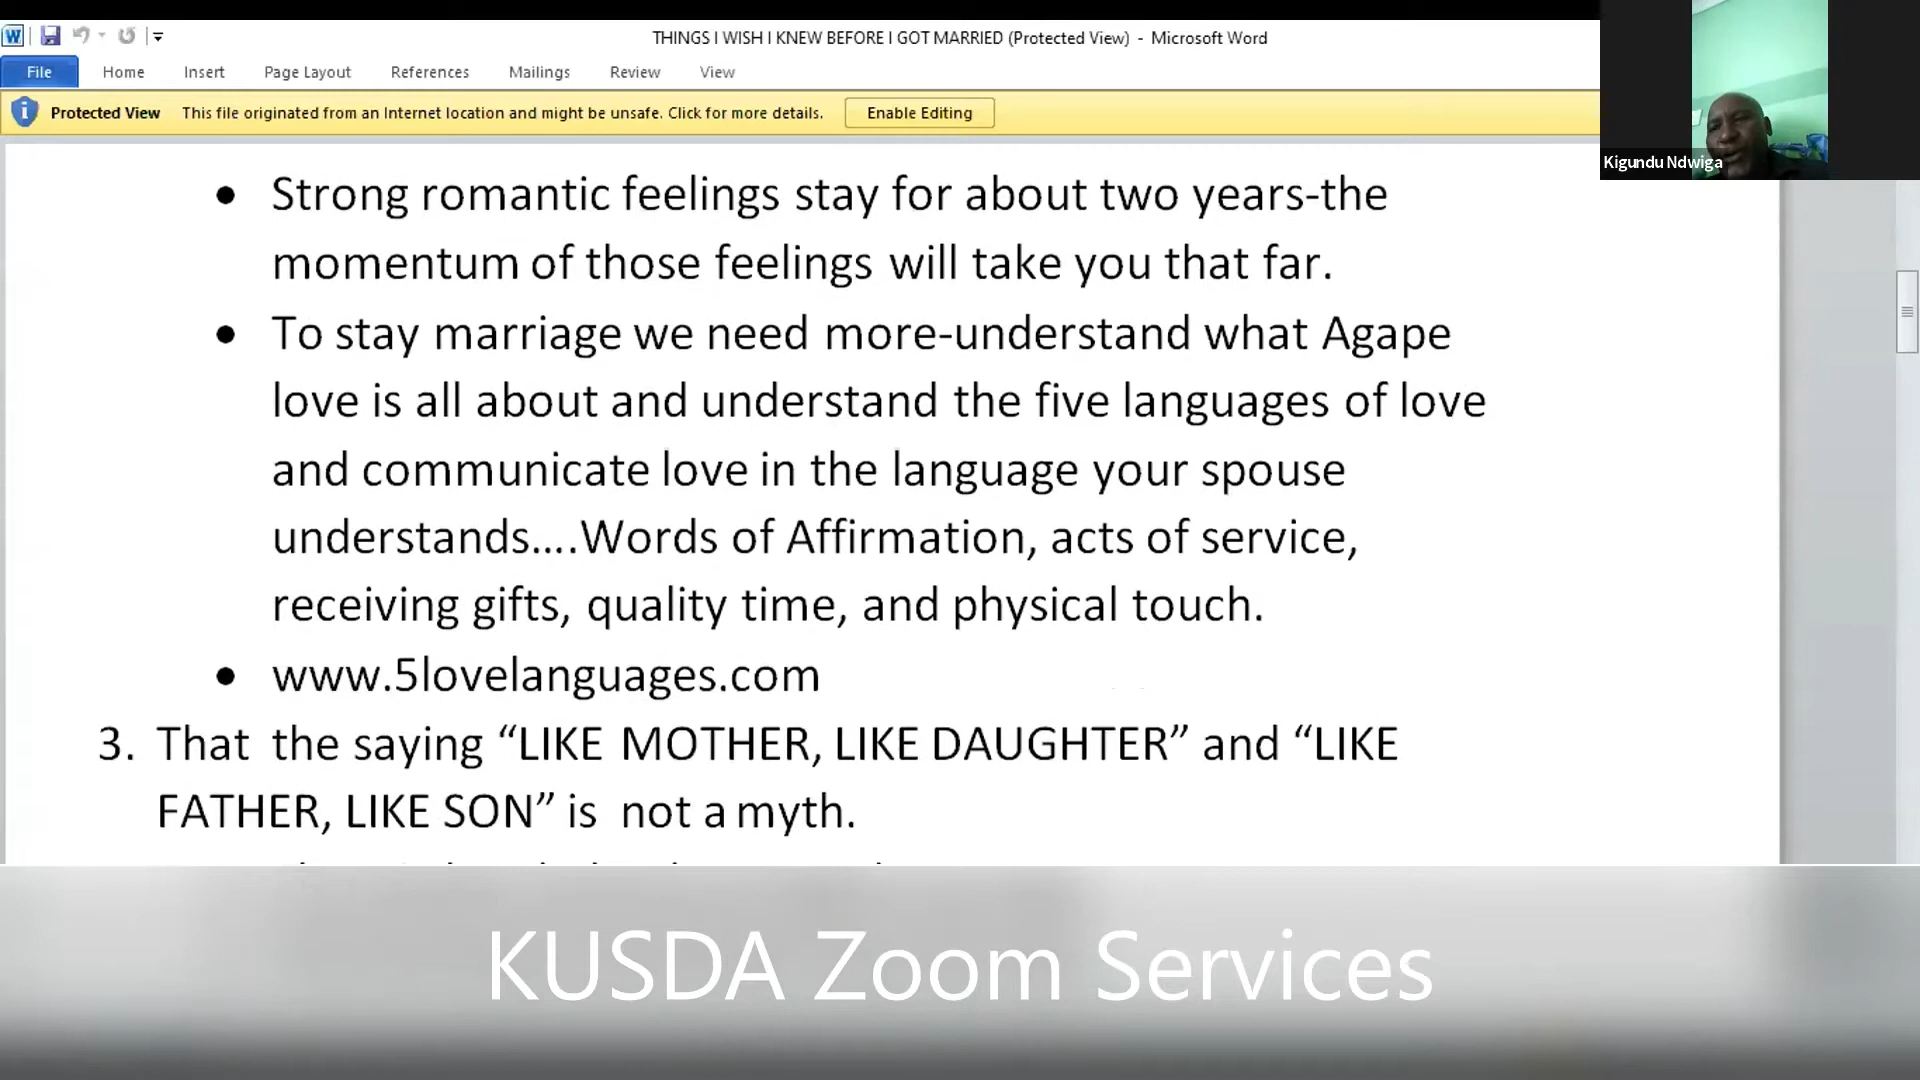 THINGS I WISH I KNEW BEFORE I GOT MARRIED (Protected View) - Microsoft Word
File Home Insert Page Layout References Mailings Review View
Protected View This file originated from an Internet location and might be unsafe. Click for more details. Enable Editing
Kigundu Ndwiga
• Strong romantic feelings stay for about two years-the
momentum of those feelings will take you that far.
• To stay marriage we need more-understand what Agape
love is all about and understand the five languages of love
and communicate love in the language your spouse
understands....Words of Affirmation, acts of service,
receiving gifts, quality time, and physical touch.
• www.5lovelanguages.com
3. That the saying “LIKE MOTHER, LIKE DAUGHTER” and “LIKE
FATHER, LIKE SON” is not a myth.
KUSDA Zoom Services